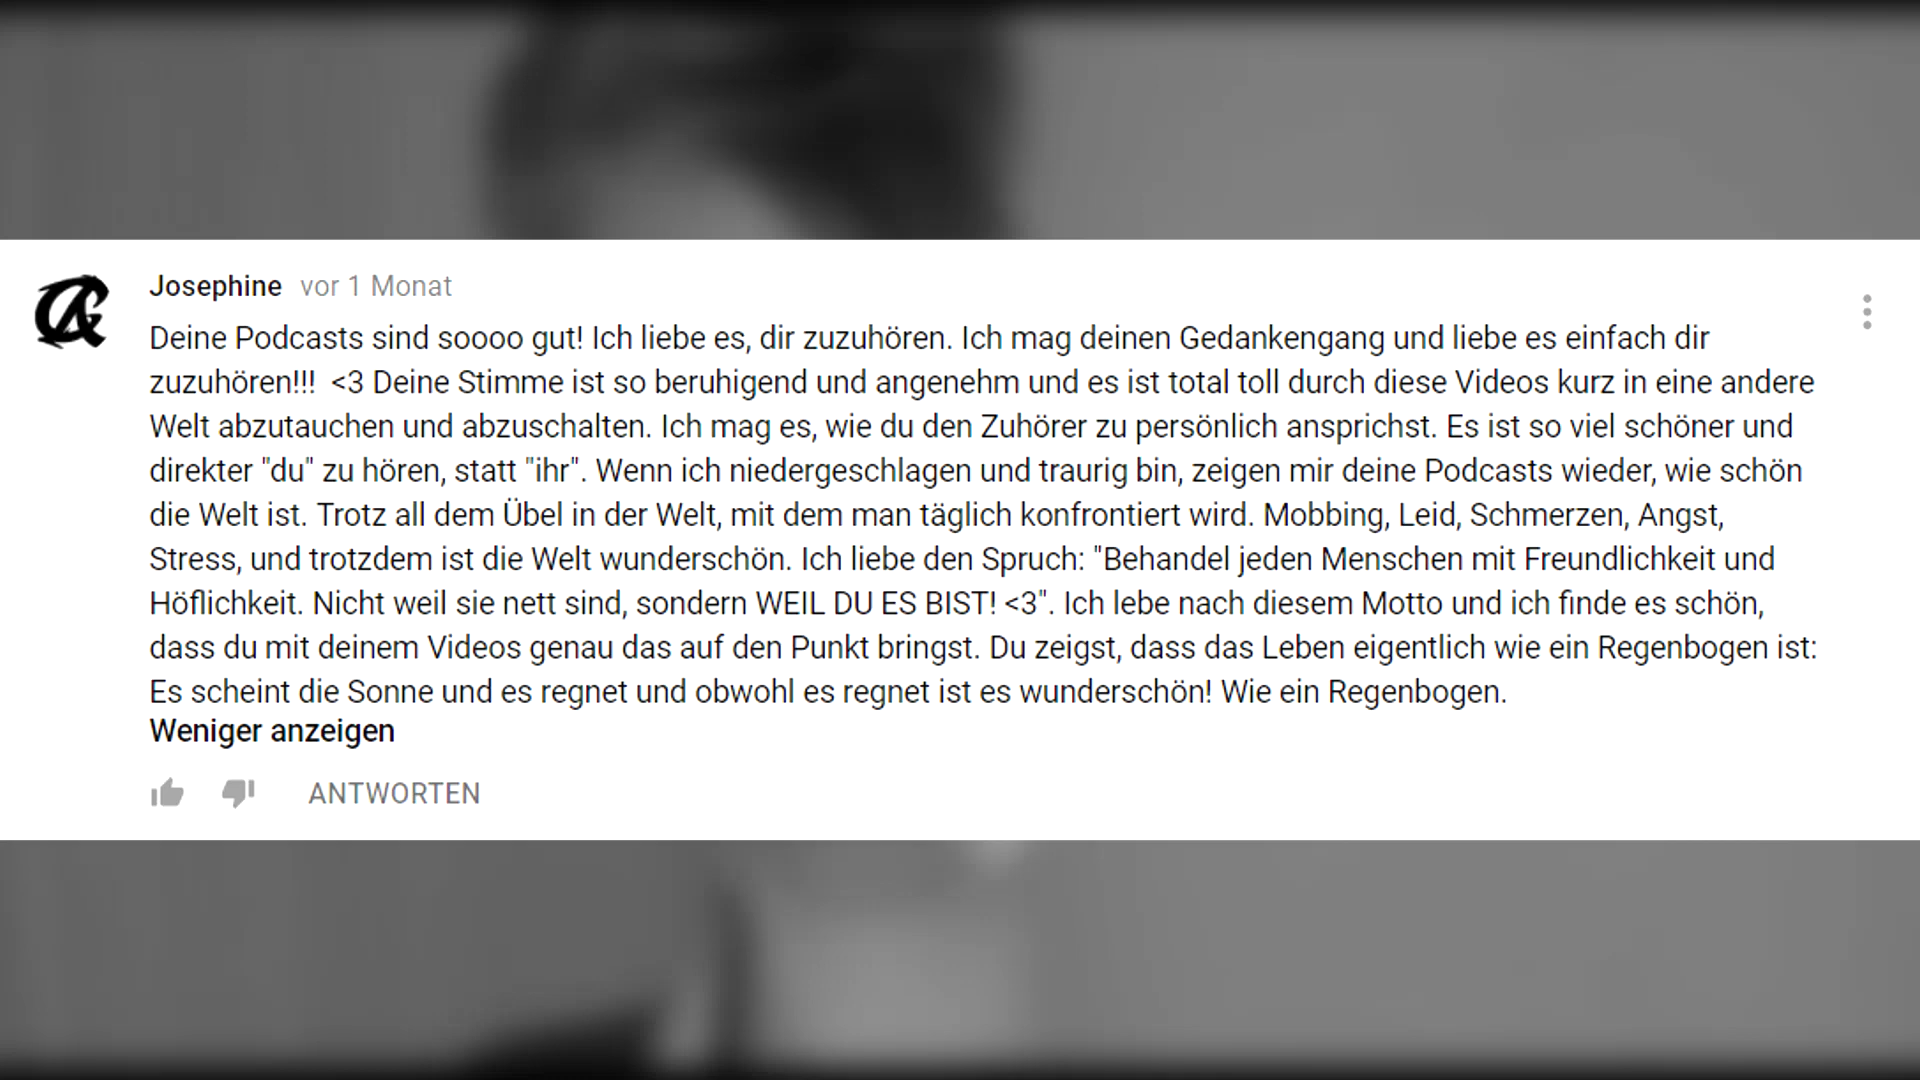 Josephine vor 1 Monat
Deine Podcasts sind soooo gut! Ich liebe es, dir zuzuhören. Ich mag deinen Gedankengang und liebe es einfach dir
zuzuhören!!!  <3 Deine Stimme ist so beruhigend und angenehm und es ist total toll durch diese Videos kurz in eine andere
Welt abzutauchen und abzuschalten. Ich mag es, wie du den Zuhörer zu persönlich ansprichst. Es ist so viel schöner und
direkter "du" zu hören, statt "ihr". Wenn ich niedergeschlagen und traurig bin, zeigen mir deine Podcasts wieder, wie schön
die Welt ist. Trotz all dem Übel in der Welt, mit dem man täglich konfrontiert wird. Mobbing, Leid, Schmerzen, Angst,
Stress, und trotzdem ist die Welt wunderschön. Ich liebe den Spruch: "Behandel jeden Menschen mit Freundlichkeit und
Höflichkeit. Nicht weil sie nett sind, sondern WEIL DU ES BIST! <3". Ich lebe nach diesem Motto und ich finde es schön,
dass du mit deinem Videos genau das auf den Punkt bringst. Du zeigst, dass das Leben eigentlich wie ein Regenbogen ist:
Es scheint die Sonne und es regnet und obwohl es regnet ist es wunderschön! Wie ein Regenbogen.
Weniger anzeigen
ANTWORTEN